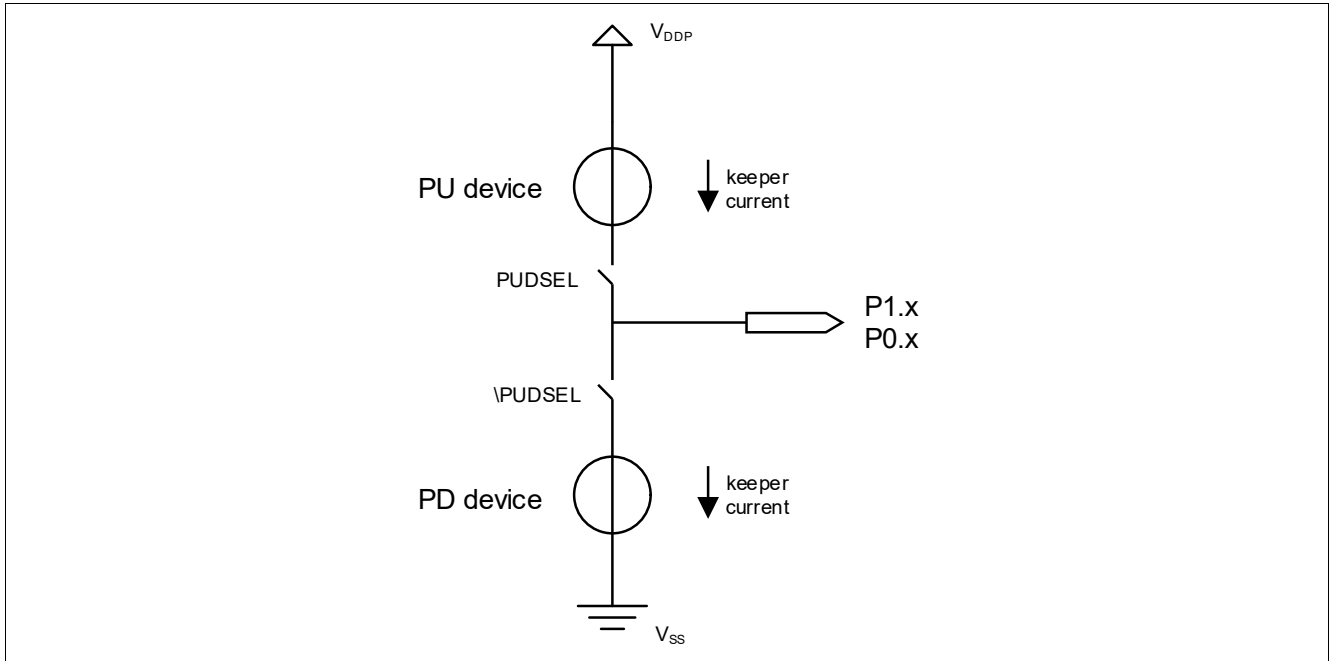 VDDP
PU device
keeper
current
PUDSEL
P1.x
P0.x
\PUDSEL
PD device
keeper
current
VSS